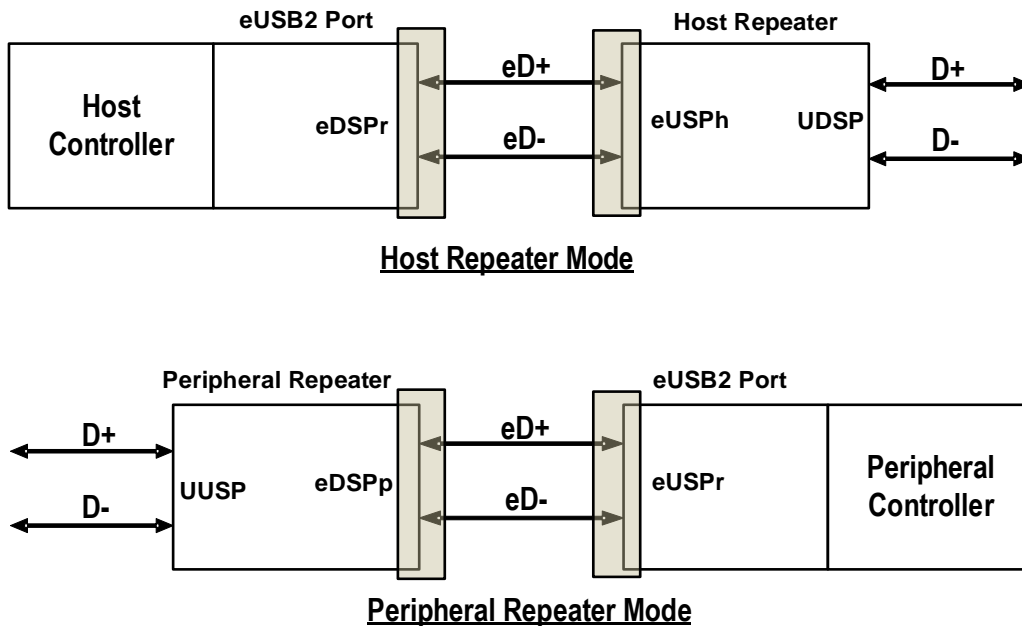 eUSB2 Port
Host Repeater
Host
Controller
eDSPr
eD+
eD-
eUSPh
UDSP
D+
D-
Host Repeater Mode
Peripheral Repeater
eUSB2 Port
D+
D-
UUSP
eDSPp
eD+
eD-
eUSPr
Peripheral
Controller
Peripheral Repeater Mode